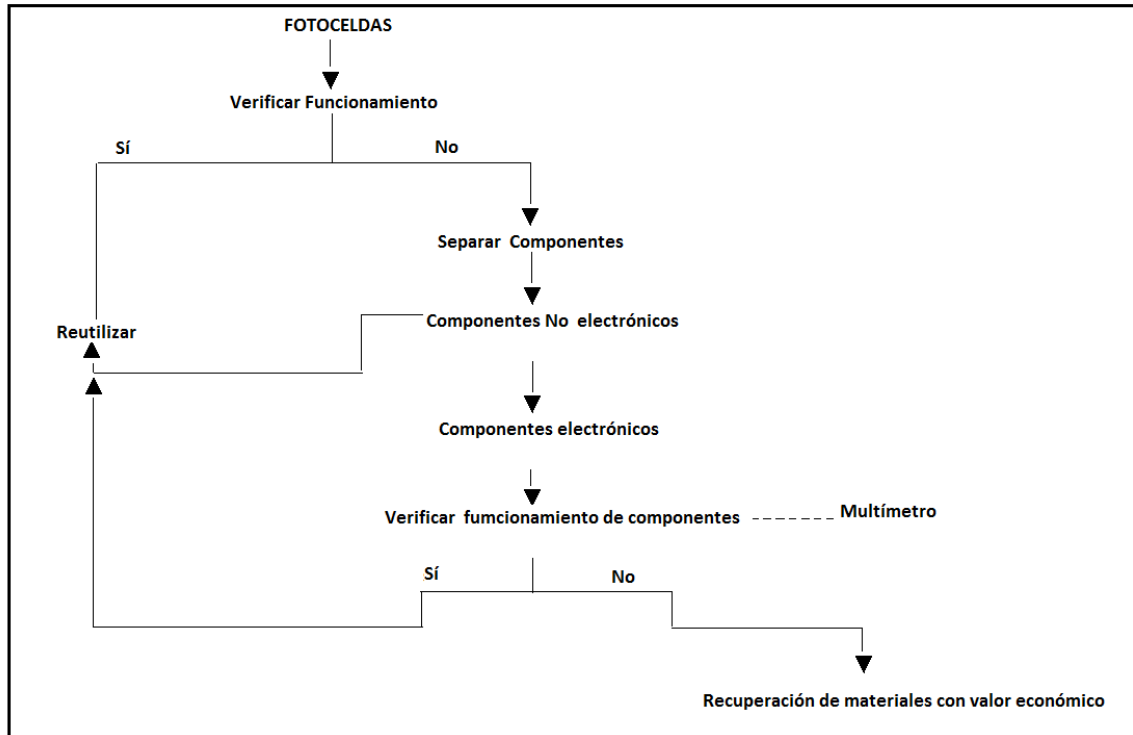 FOTOCELDAS
Verificar Funcionamiento
Sí
No
Separar Componentes
Componentes No electrónicos
Reutilizar
Componentes electrónicos
Verificar fumcionamiento de componentes
Multímetro
Sí
No
Recuperación de materiales con valor económico